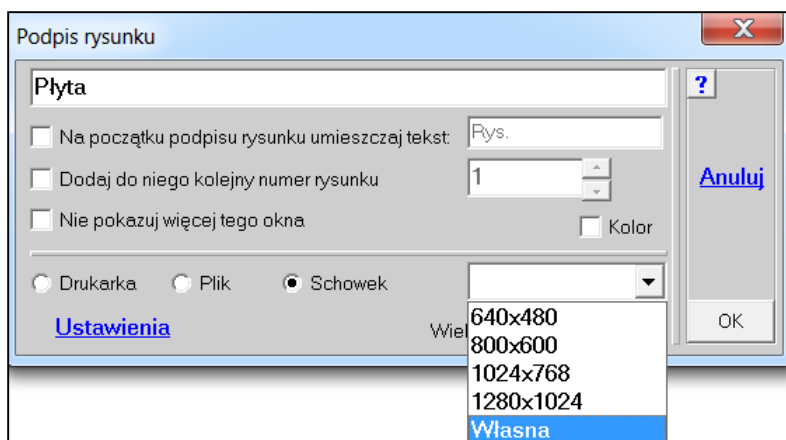 Podpis rysunku
Płyta
?
Na początku podpisu rysunku umieszczaj tekst: Rys.
Dodaj do niego kolejny numer rysunku 1
Anuluj
Nie pokazuj więcej tego okna
Kolor
Drukarka Plik Schowek
Ustawienia
OK
640x480
800x600
1024x768
1280x1024
Własna